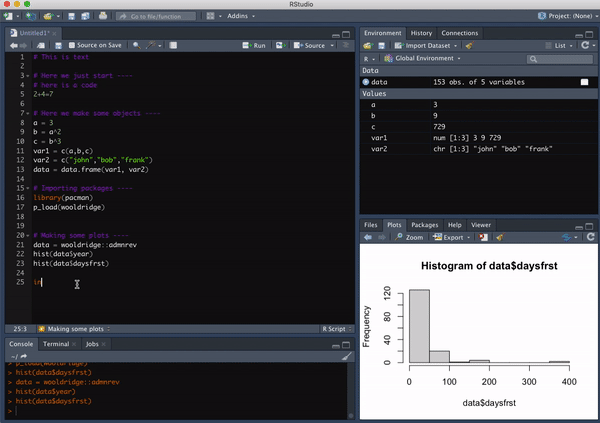 RStudio
Go to file/function
Addins
Project: (None)
Untitled1*
Source on Save
Run
Source
1 # This is text
2
3 # Here we just start ----
4 # here is a code
5 2+4=7
6
7 # Here we make some objects ----
8 a = 3
9 b = a^2
10 c = b^3
11 var1 = c(a,b,c)
12 var2 = c("john","bob","frank")
13 data = data.frame(var1, var2)
14
15 # Importing packages ----
16 library(pacman)
17 p_load(wooldridge)
18
19
20 # Making some plots ----
21 data = wooldridge::admnrev
22 hist(data$year)
23 hist(data$daysfrst)
24
25 in
25:3 Making some plots R Script
Console Terminal Jobs
~/
p_load(wooldridge)
> hist(data$daysfrst)
> data = wooldridge::admnrev
> hist(data$year)
> hist(data$daysfrst)
>
Environment History Connections
Import Dataset List
R Global Environment
Data
data 153 obs. of 5 variables
Values
a 3
b 9
c 729
var1 num [1:3] 3 9 729
var2 chr [1:3] "john" "bob" "frank"
Files Plots Packages Help Viewer
Zoom Export
Histogram of data$daysfrst
Frequency
0 40 80 120
0 100 200 300 400
data$daysfrst